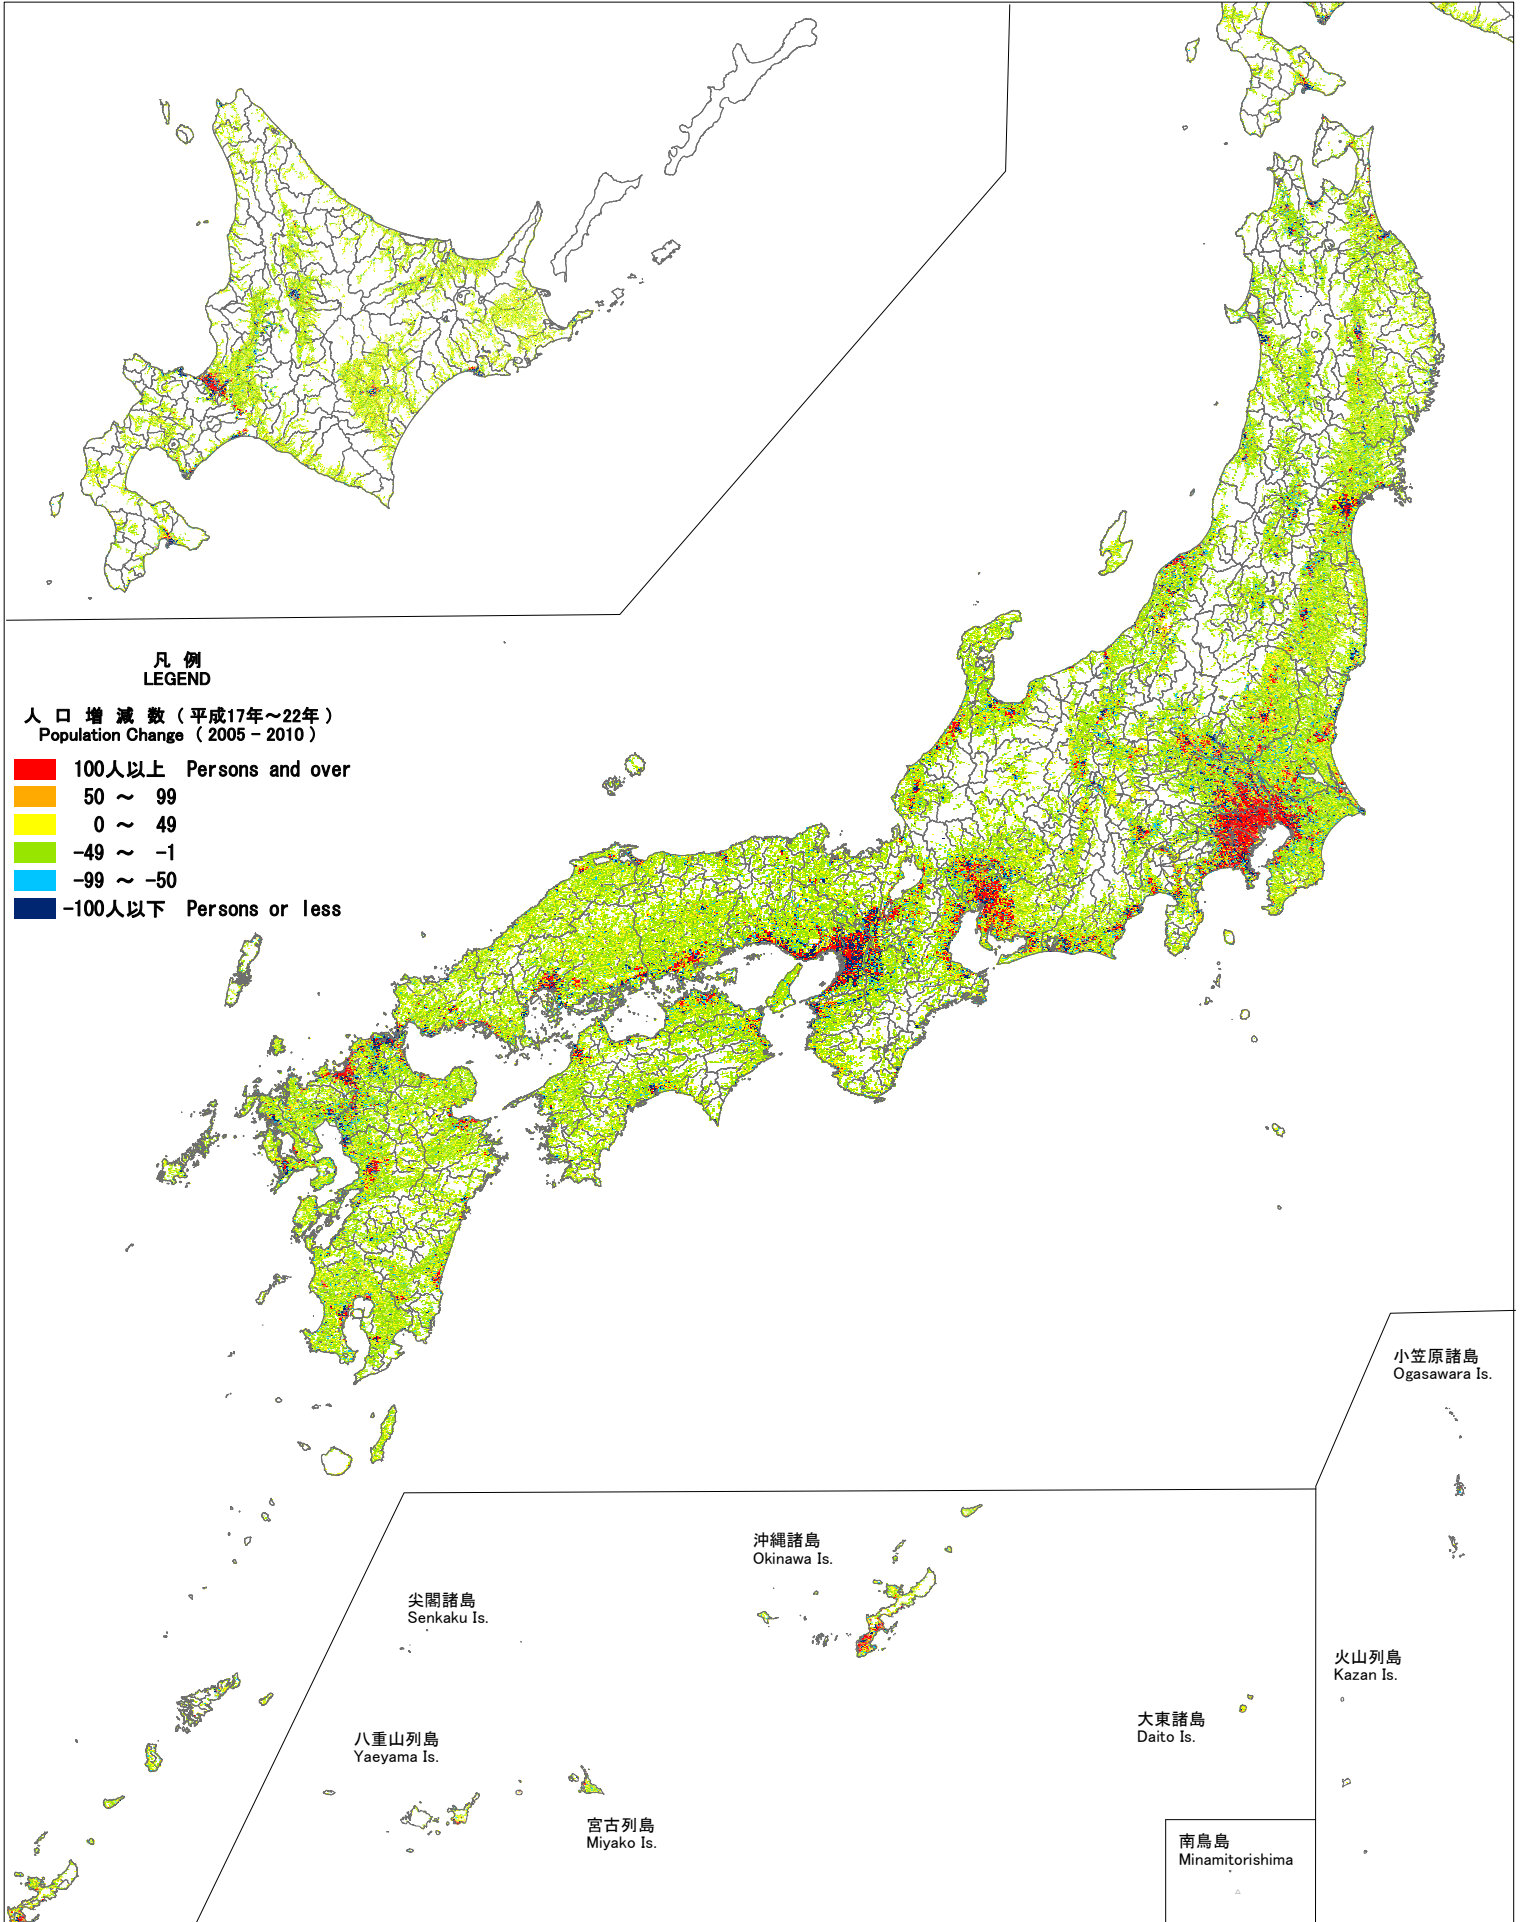 凡 例
LEGEND
人 口 増 減 数 ( 平成17年～22年 )
Population Change ( 2005 - 2010 )
100人以上 Persons and over
50 ～ 99
0 ～ 49
-49 ～ -1
-99 ～ -50
-100人以下 Persons or less
小笠原諸島
Ogasawara Is.
沖縄諸島
Okinawa Is.
尖閣諸島
Senkaku Is.
火山列島
Kazan Is.
大東諸島
Daito Is.
八重山列島
Yaeyama Is.
宮古列島
Miyako Is.
南鳥島
Minamitorishima